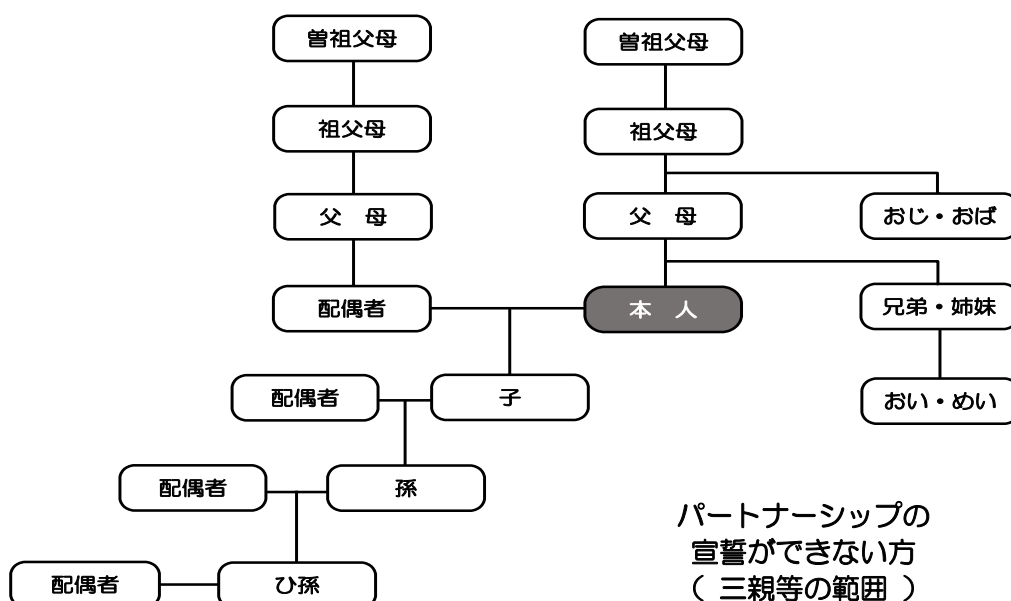 曽祖父母
曽祖父母
祖父母
祖父母
父　母
父　母
おじ・おば
配偶者
本　人
兄弟・姉妹
配偶者
子
おい・めい
配偶者
孫
パートナーシップの
宣誓ができない方
（ 三親等の範囲 ）
配偶者
ひ孫